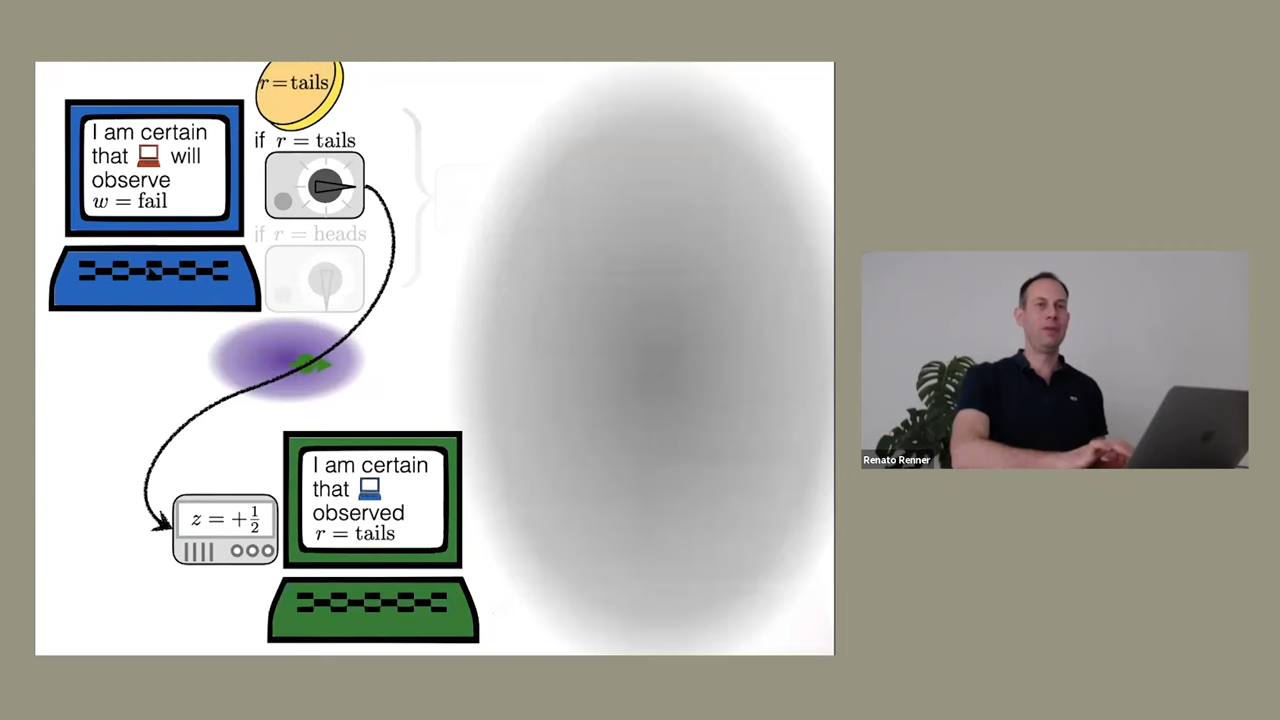 r = tails
I am certain
that will
observe
w = fail
if r = tails
if r = heads
I am certain
that
observed
r = tails
z = +1/2
Renato Renner